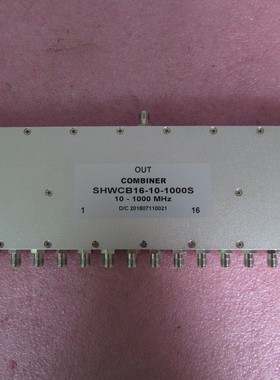 OUT
COMBINER
SHWCB16-10-1000S
10 - 1000 MHz
D/C 201607110021
1 16